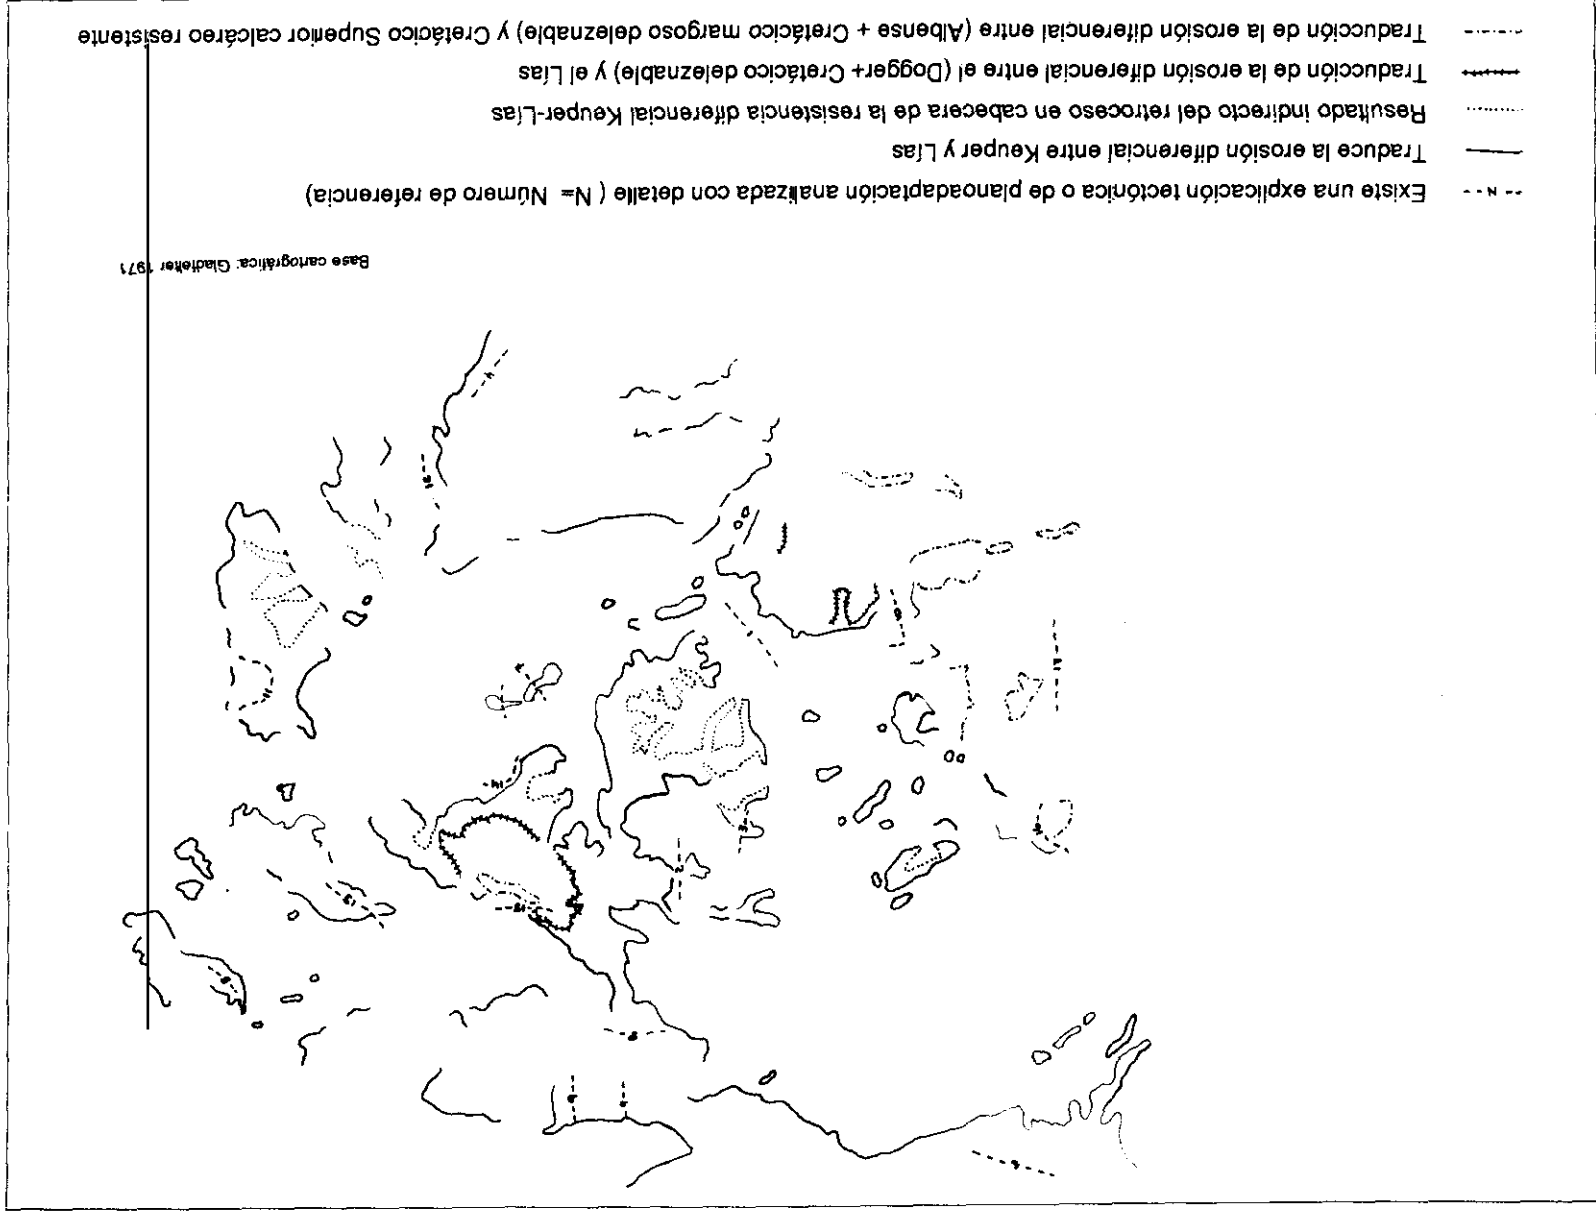 Base cartográfica: Gladfelter 1971
N Existe una explicación tectónica o de planoadaptación analizada con detalle ( N= Número de referencia)
Traduce la erosión diferencial entre Keuper y Lías
Resultado indirecto del retroceso en cabecera de la resistencia diferencial Keuper-Lías
Traducción de la erosión diferencial entre el (Dogger+ Cretácico deleznable) y el Lías
Traducción de la erosión diferencial entre (Albense + Cretácico margoso deleznable) y Cretácico Superior calcáreo resistente